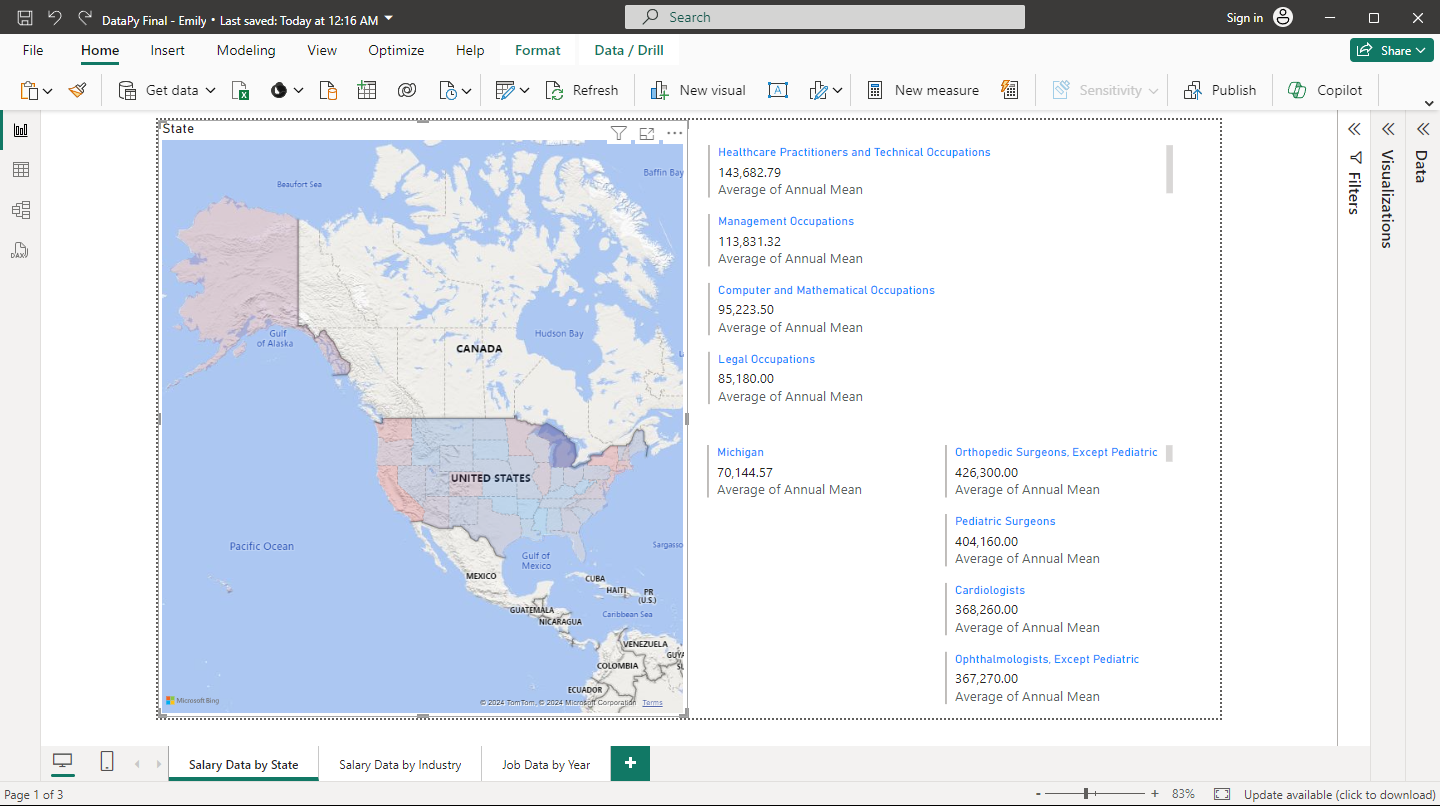 DataPy Final - Emily • Last saved: Today at 12:16 AM
Search
Sign in
File
Home
Insert
Modeling
View
Optimize
Help
Format
Data / Drill
Share
Get data
Refresh
New visual
New measure
Sensitivity
Publish
Copilot
DAX
State
Beaufort Sea
Baffin Bay
Gulf
of Alaska
Hudson Bay
CANADA
UNITED STATES
Pacific Ocean
Gulf of
Mexico
Sargasso
MEXICO
CUBA
HAITI
PR
(U.S.)
GUATEMALA
Caribbean Sea
NICARAGUA
VENEZUELA
GUYA
COLOMBIA
ECUADOR
Microsoft Bing
© 2024 TomTom, © 2024 Microsoft Corporation Terms
Healthcare Practitioners and Technical Occupations
143,682.79
Average of Annual Mean
Management Occupations
113,831.32
Average of Annual Mean
Computer and Mathematical Occupations
95,223.50
Average of Annual Mean
Legal Occupations
85,180.00
Average of Annual Mean
Michigan
70,144.57
Average of Annual Mean
Orthopedic Surgeons, Except Pediatric
426,300.00
Average of Annual Mean
Pediatric Surgeons
404,160.00
Average of Annual Mean
Cardiologists
368,260.00
Average of Annual Mean
Ophthalmologists, Except Pediatric
367,270.00
Average of Annual Mean
Filters
Visualizations
Data
Salary Data by State
Salary Data by Industry
Job Data by Year
Page 1 of 3
83%
Update available (click to download)